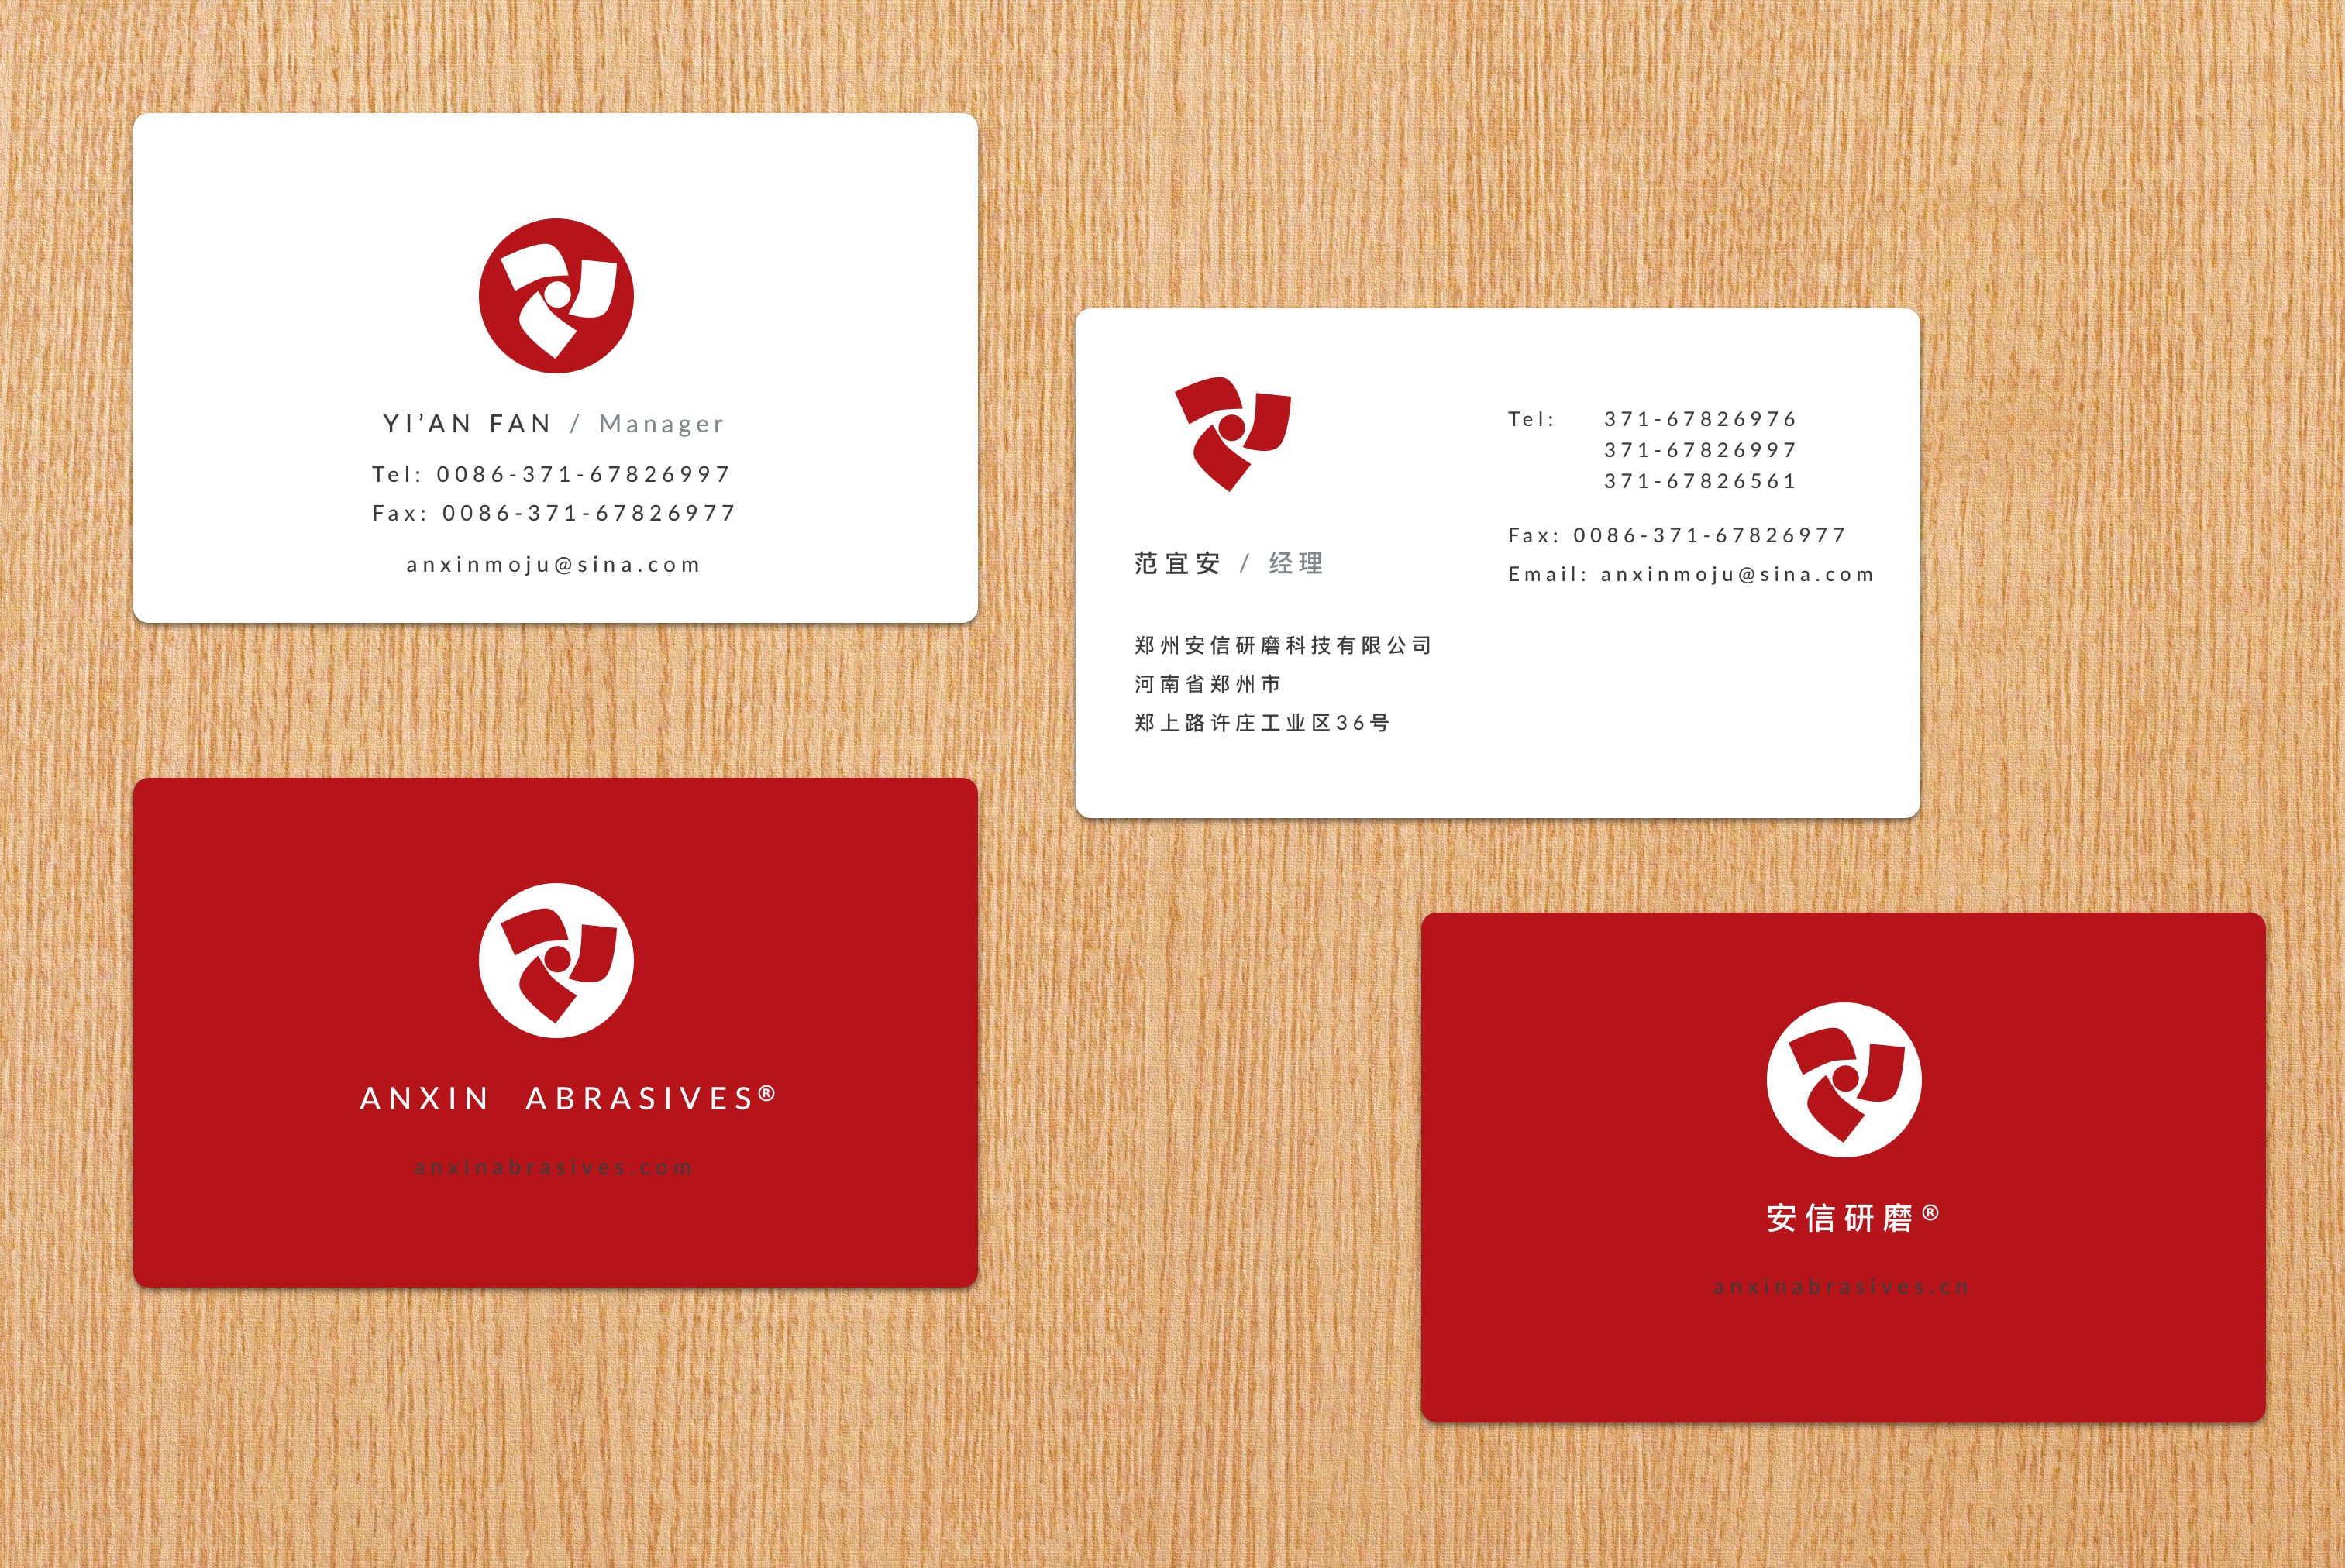 YI’AN FAN / Manager
Tel: 0086-371-67826997
Fax: 0086-371-67826977
anxinmoju@sina.com
范宜安 / 经理
郑州安信研磨科技有限公司
河南省郑州市
郑上路许庄工业区36号
Tel: 371-67826976
371-67826997
371-67826561
Fax: 0086-371-67826977
Email: anxinmoju@sina.com
ANXIN ABRASIVES®
anxinabrasives.com
安信研磨®
anxinabrasives.cn